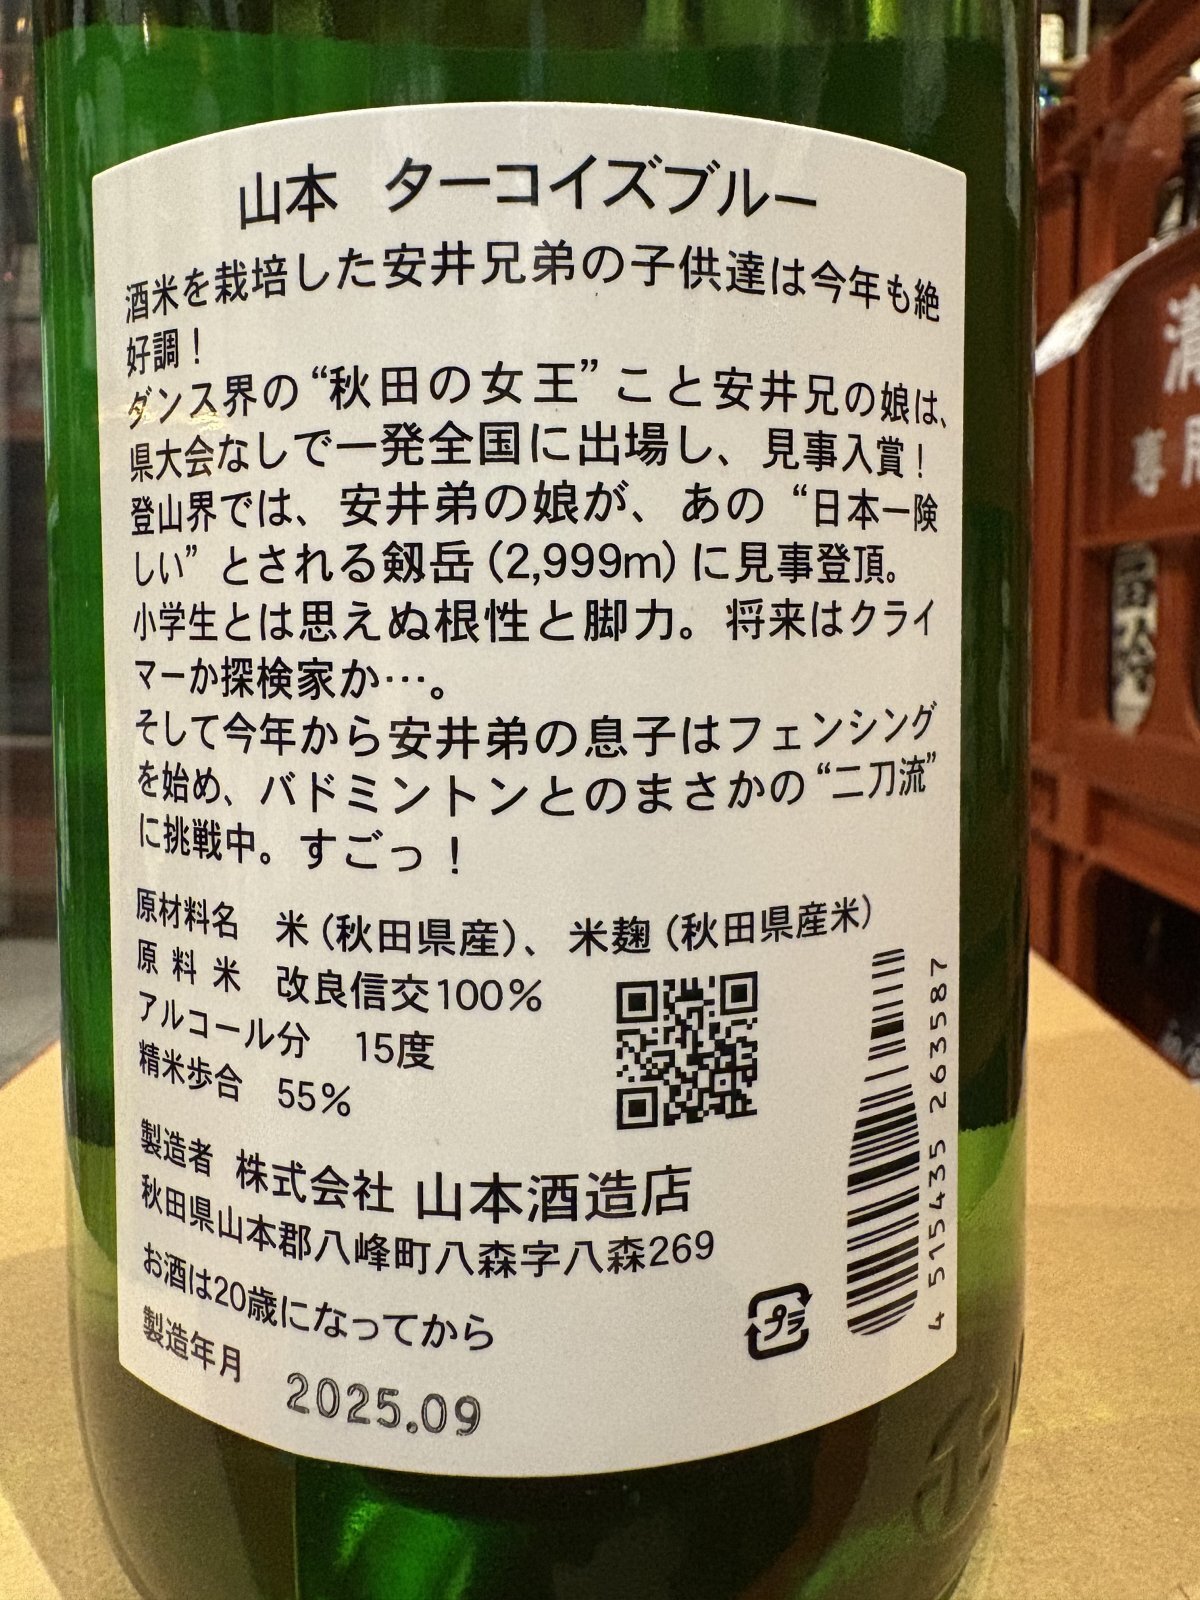 山本 ターコイズブルー
酒米を栽培した安井兄弟の子供達は今年も絶
好調！
ダンス界の“秋田の女王”こと安井兄の娘は、
県大会なしで一発全国に出場し、見事入賞！
登山界では、安井弟の娘が、あの“日本一険
しい”とされる剱岳(2,999m)に見事登頂。
小学生とは思えぬ根性と脚力。将来はクライ
マーか探検家か…。
そして今年から安井弟の息子はフェンシング
を始め、バドミントンとのまさかの“二刀流”
に挑戦中。すごっ！
原材料名 米(秋田県産)、米麹(秋田県産米)
原料米 改良信交100%
アルコール分 15度
精米歩合 55%
製造者 株式会社 山本酒造店
秋田県山本郡八峰町八森字八森269
お酒は20歳になってから
製造年月 2025.09
プラ
4 515435 263587